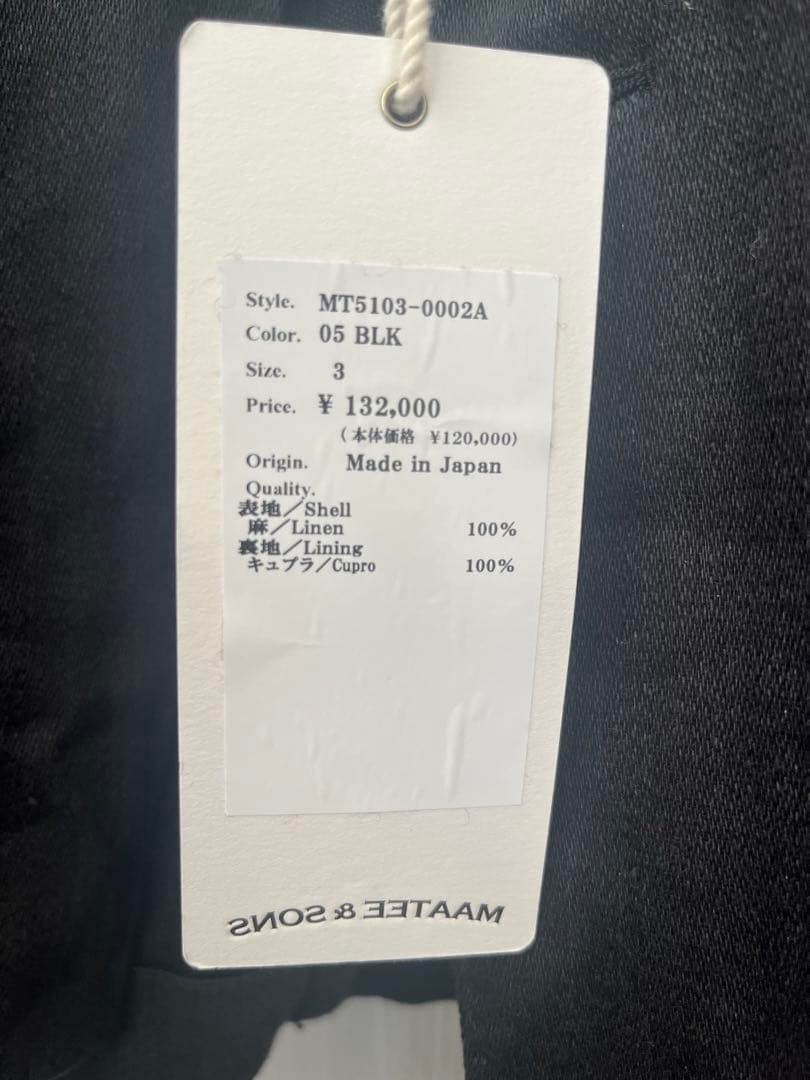 Style. MT5103-0002A
Color. 05 BLK
Size. 3
Price. ¥ 132,000
(本体価格 ¥120,000)
Origin. Made in Japan
Quality.
表地／Shell
麻／Linen 100%
裏地／Lining
キュプラ／Cupro 100%
MAATEE & SONS